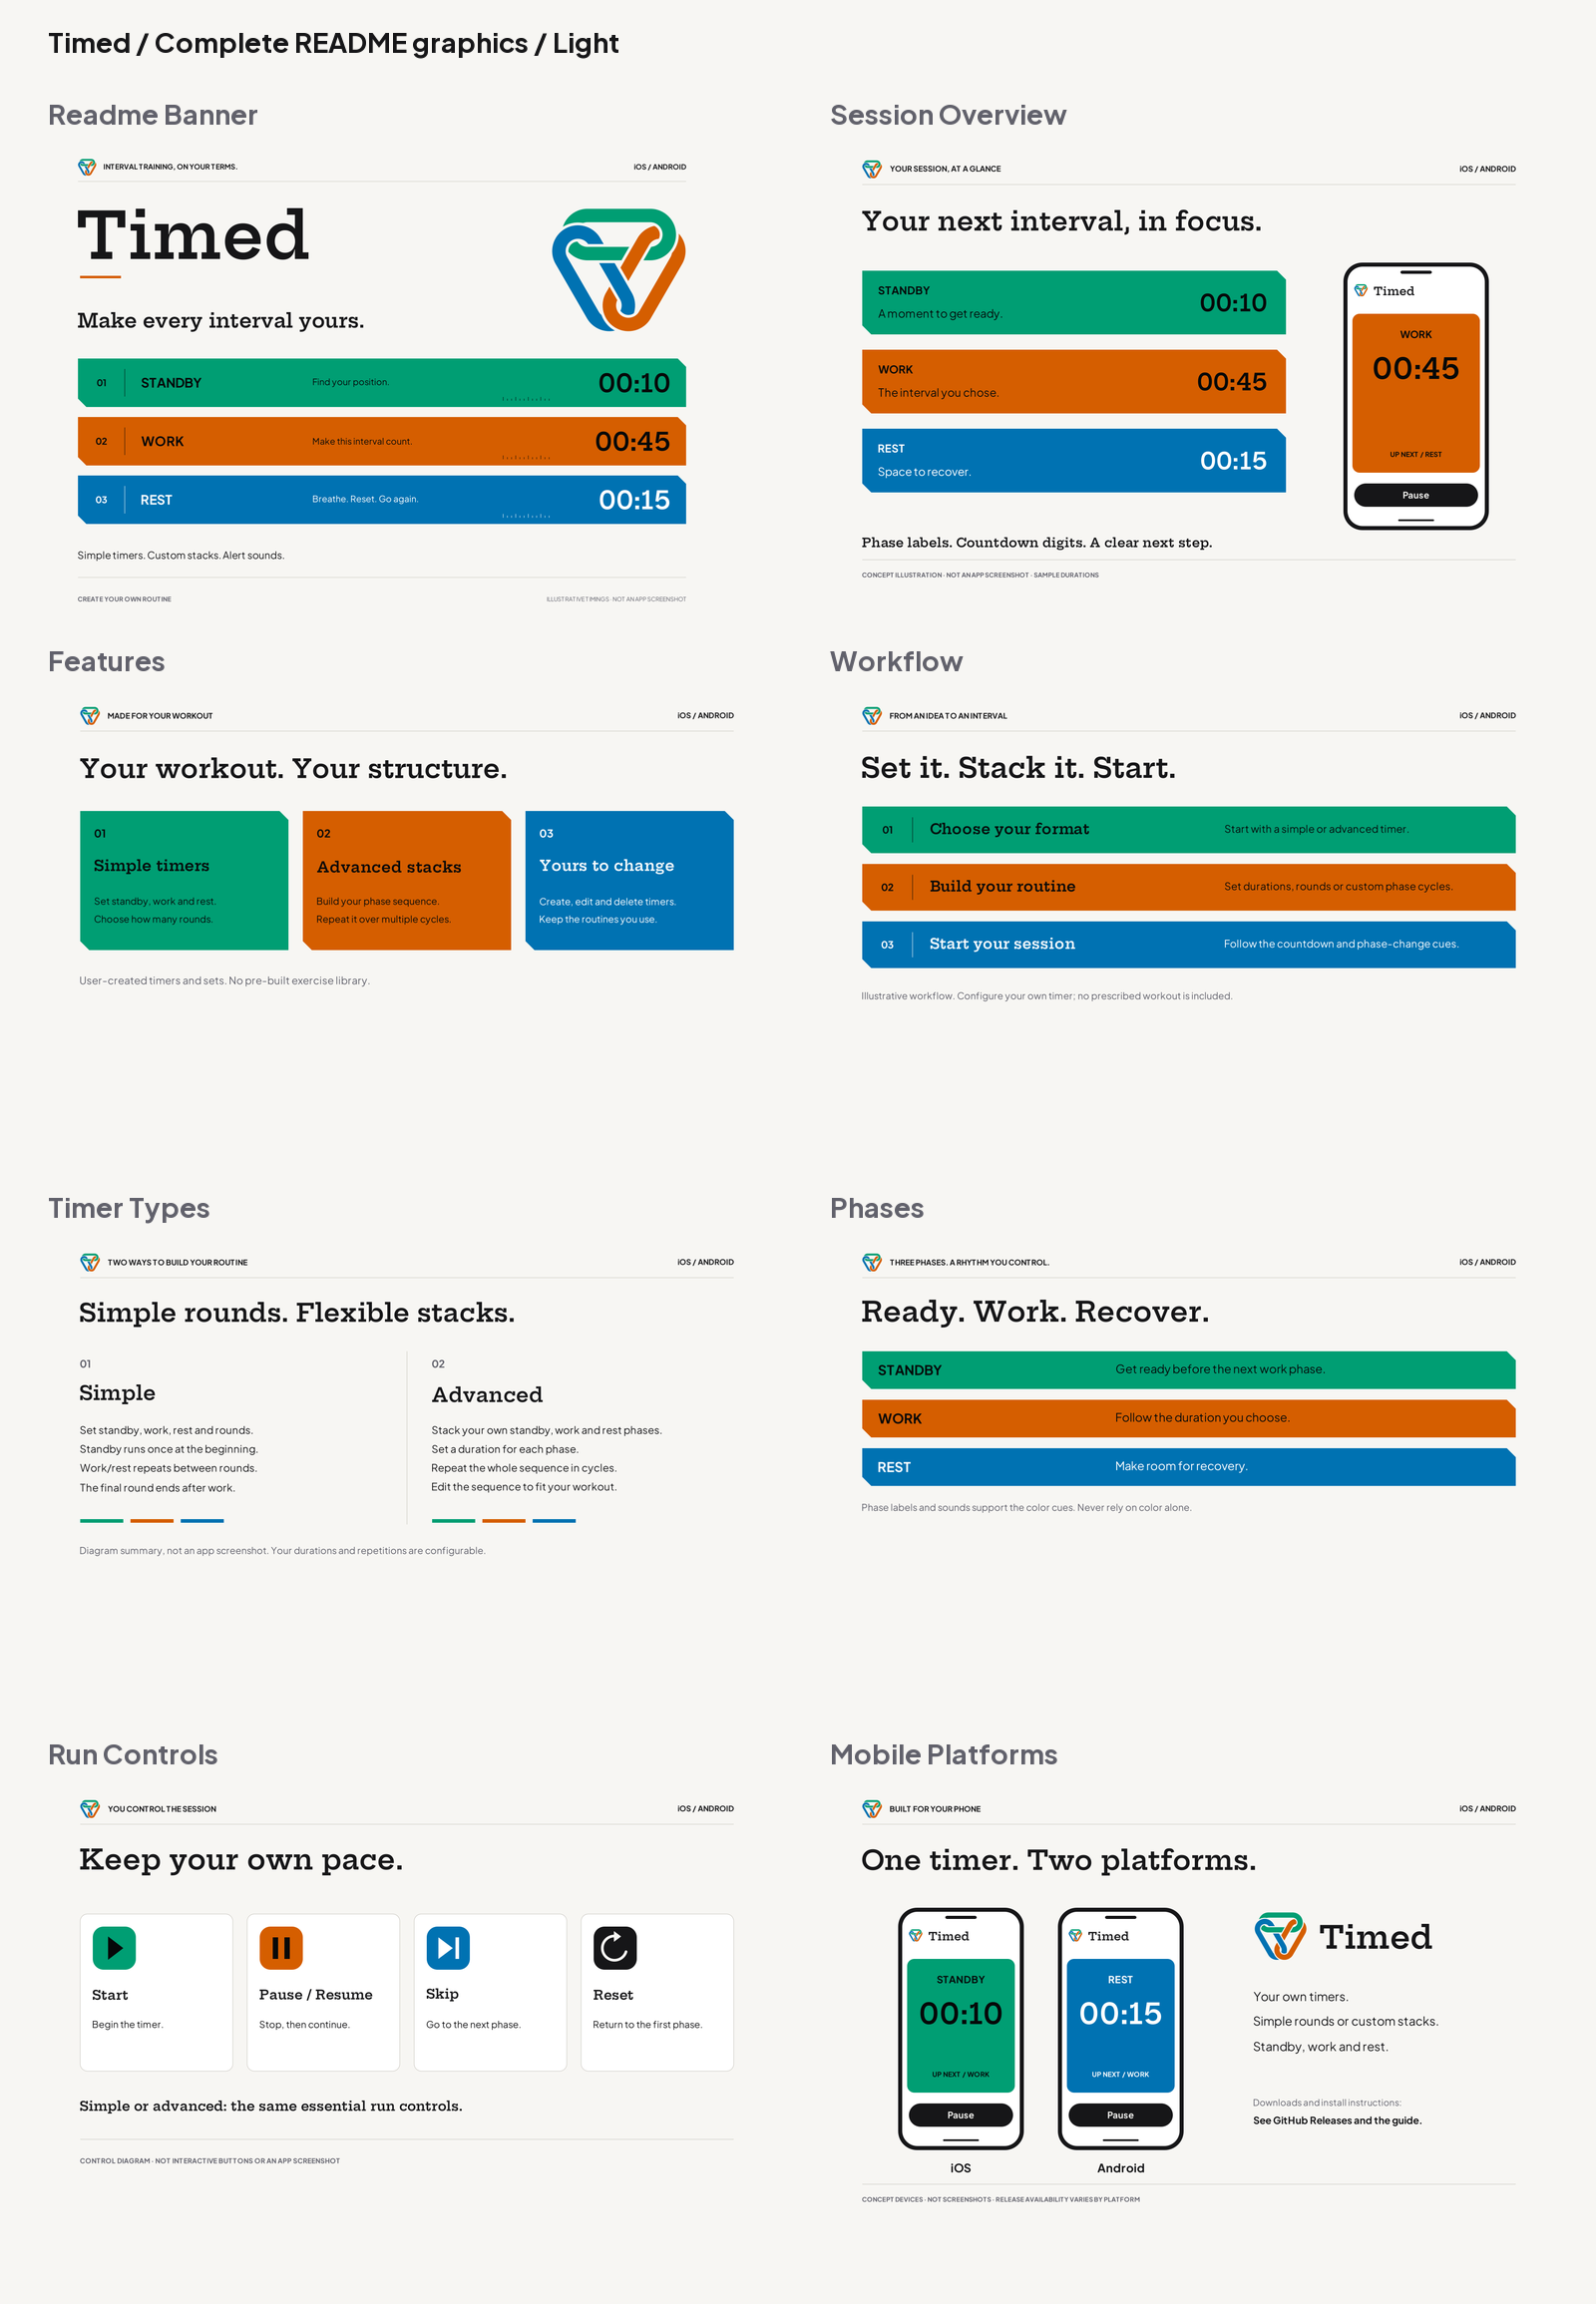 Timed / Complete README graphics / Light
Readme Banner
INTERVAL TRAINING, ON YOUR TERMS.
iOS / ANDROID
Timed
Make every interval yours.
01
STANDBY
Find your position.
00:10
02
WORK
Make this interval count.
00:45
03
REST
Breathe. Reset. Go again.
00:15
Simple timers. Custom stacks. Alert sounds.
CREATE YOUR OWN ROUTINE
ILLUSTRATIVE TIMINGS · NOT AN APP SCREENSHOT
Session Overview
YOUR SESSION, AT A GLANCE
iOS / ANDROID
Your next interval, in focus.
STANDBY
A moment to get ready.
00:10
WORK
The interval you chose.
00:45
REST
Space to recover.
00:15
Timed
WORK
00:45
UP NEXT / REST
Pause
Phase labels. Countdown digits. A clear next step.
CONCEPT ILLUSTRATION · NOT AN APP SCREENSHOT · SAMPLE DURATIONS
Features
MADE FOR YOUR WORKOUT
iOS / ANDROID
Your workout. Your structure.
01
Simple timers
Set standby, work and rest.
Choose how many rounds.
02
Advanced stacks
Build your phase sequence.
Repeat it over multiple cycles.
03
Yours to change
Create, edit and delete timers.
Keep the routines you use.
User-created timers and sets. No pre-built exercise library.
Workflow
FROM AN IDEA TO AN INTERVAL
iOS / ANDROID
Set it. Stack it. Start.
01
Choose your format
Start with a simple or advanced timer.
02
Build your routine
Set durations, rounds or custom phase cycles.
03
Start your session
Follow the countdown and phase-change cues.
Illustrative workflow. Configure your own timer; no prescribed workout is included.
Timer Types
TWO WAYS TO BUILD YOUR ROUTINE
iOS / ANDROID
Simple rounds. Flexible stacks.
01
Simple
Set standby, work, rest and rounds.
Standby runs once at the beginning.
Work/rest repeats between rounds.
The final round ends after work.
02
Advanced
Stack your own standby, work and rest phases.
Set a duration for each phase.
Repeat the whole sequence in cycles.
Edit the sequence to fit your workout.
Diagram summary, not an app screenshot. Your durations and repetitions are configurable.
Phases
THREE PHASES. A RHYTHM YOU CONTROL.
iOS / ANDROID
Ready. Work. Recover.
STANDBY
Get ready before the next work phase.
WORK
Follow the duration you choose.
REST
Make room for recovery.
Phase labels and sounds support the color cues. Never rely on color alone.
Run Controls
YOU CONTROL THE SESSION
iOS / ANDROID
Keep your own pace.
Start
Begin the timer.
Pause / Resume
Stop, then continue.
Skip
Go to the next phase.
Reset
Return to the first phase.
Simple or advanced: the same essential run controls.
CONTROL DIAGRAM · NOT INTERACTIVE BUTTONS OR AN APP SCREENSHOT
Mobile Platforms
BUILT FOR YOUR PHONE
iOS / ANDROID
One timer. Two platforms.
Timed
STANDBY
00:10
UP NEXT / WORK
Pause
iOS
Timed
REST
00:15
UP NEXT / WORK
Pause
Android
Timed
Your own timers.
Simple rounds or custom stacks.
Standby, work and rest.
Downloads and install instructions:
See GitHub Releases and the guide.
CONCEPT DEVICES · NOT SCREENSHOTS · RELEASE AVAILABILITY VARIES BY PLATFORM